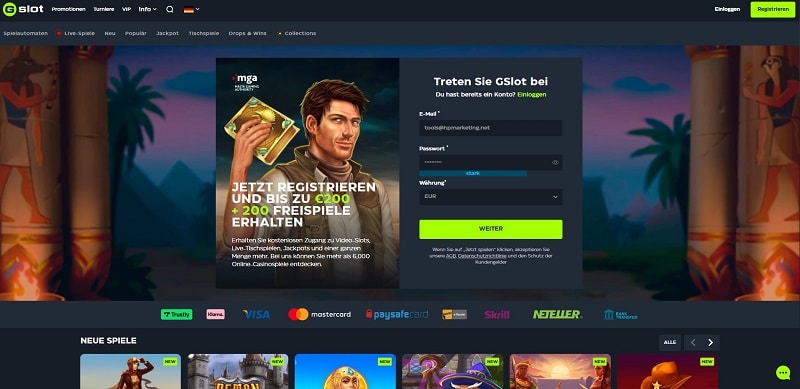 G slot Promotionen Turniere VIP Info Einloggen Registrieren
Spielautomaten Live-Spiele Neu Populär Jackpot Tischspiele Drops & Wins Collections
mga
MALTA GAMING
AUTHORITY
JETZT REGISTRIEREN
UND BIS ZU €200
+ 200 FREISPIELE
ERHALTEN
Erhalten Sie kostenlosen Zugang zu Video-Slots,
Live-Tischspielen, Jackpots und einer ganzen
Menge mehr. Bei uns können Sie mehr als 6,000
Online-Casinospiele entdecken.
Treten Sie GSlot bei
Du hast bereits ein Konto? Einloggen
E-Mail *
tools@hpmarketing.net
Passwort *
stark
Währung*
EUR
WEITER
Wenn Sie auf „Jetzt spielen" klicken, akzeptieren Sie
unsere AGB, Datenschutzrichtlinie und den Schutz der
Kundengelder
Trustly Klarna. VISA mastercard paysafecard Skrill NETELLER BANK
TRANSFER
NEUE SPIELE ALLE
NEW NEW NEW NEW NEW NEW